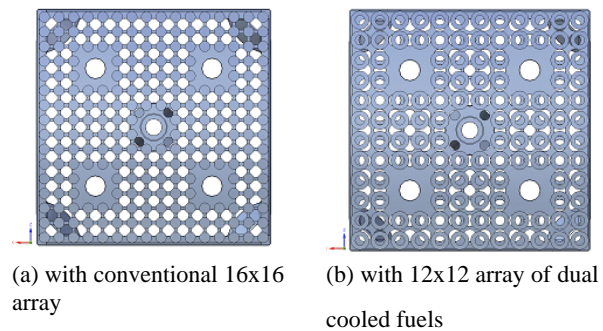 (a) with conventional 16x16
array
(b) with 12x12 array of dual
cooled fuels